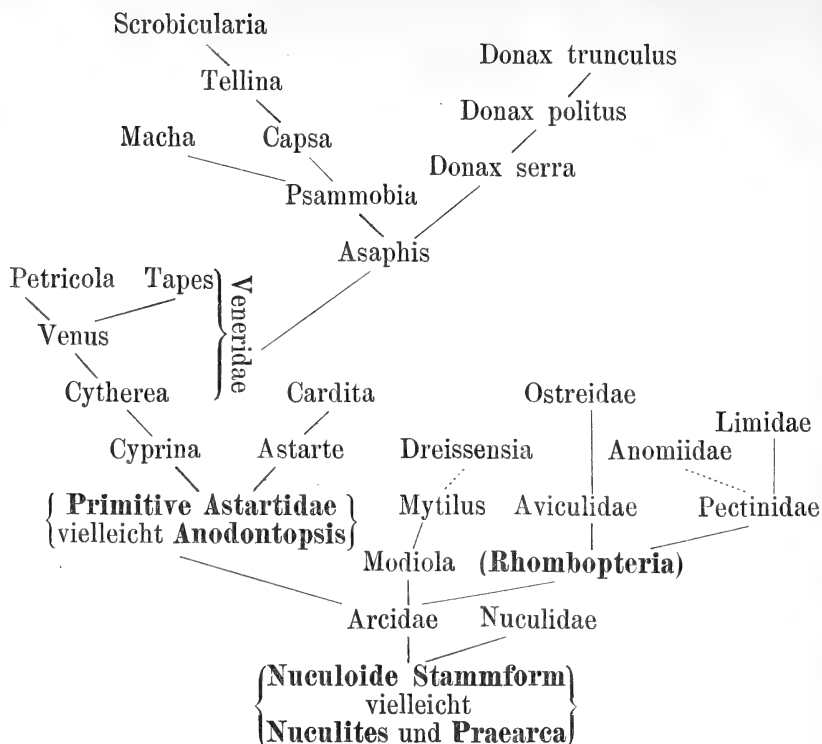 Scrobicularia
Donax trunculus
Tellina
Donax politus
Macha Capsa
Donax serra
Psammobia
Asaphis
Petricola Tapes
Veneridae
Venus
Cytherea Cardita Ostreidae
Limidae
Cyprina Astarte Dreissensia Anomiidae
Primitive Astartidae Mytilus Aviculidae Pectinidae
vielleicht Anodontopsis
Modiola (Rhombopteria)
Arcidae Nuculidae
Nuculoide Stammform
vielleicht
Nuculites und Praearca